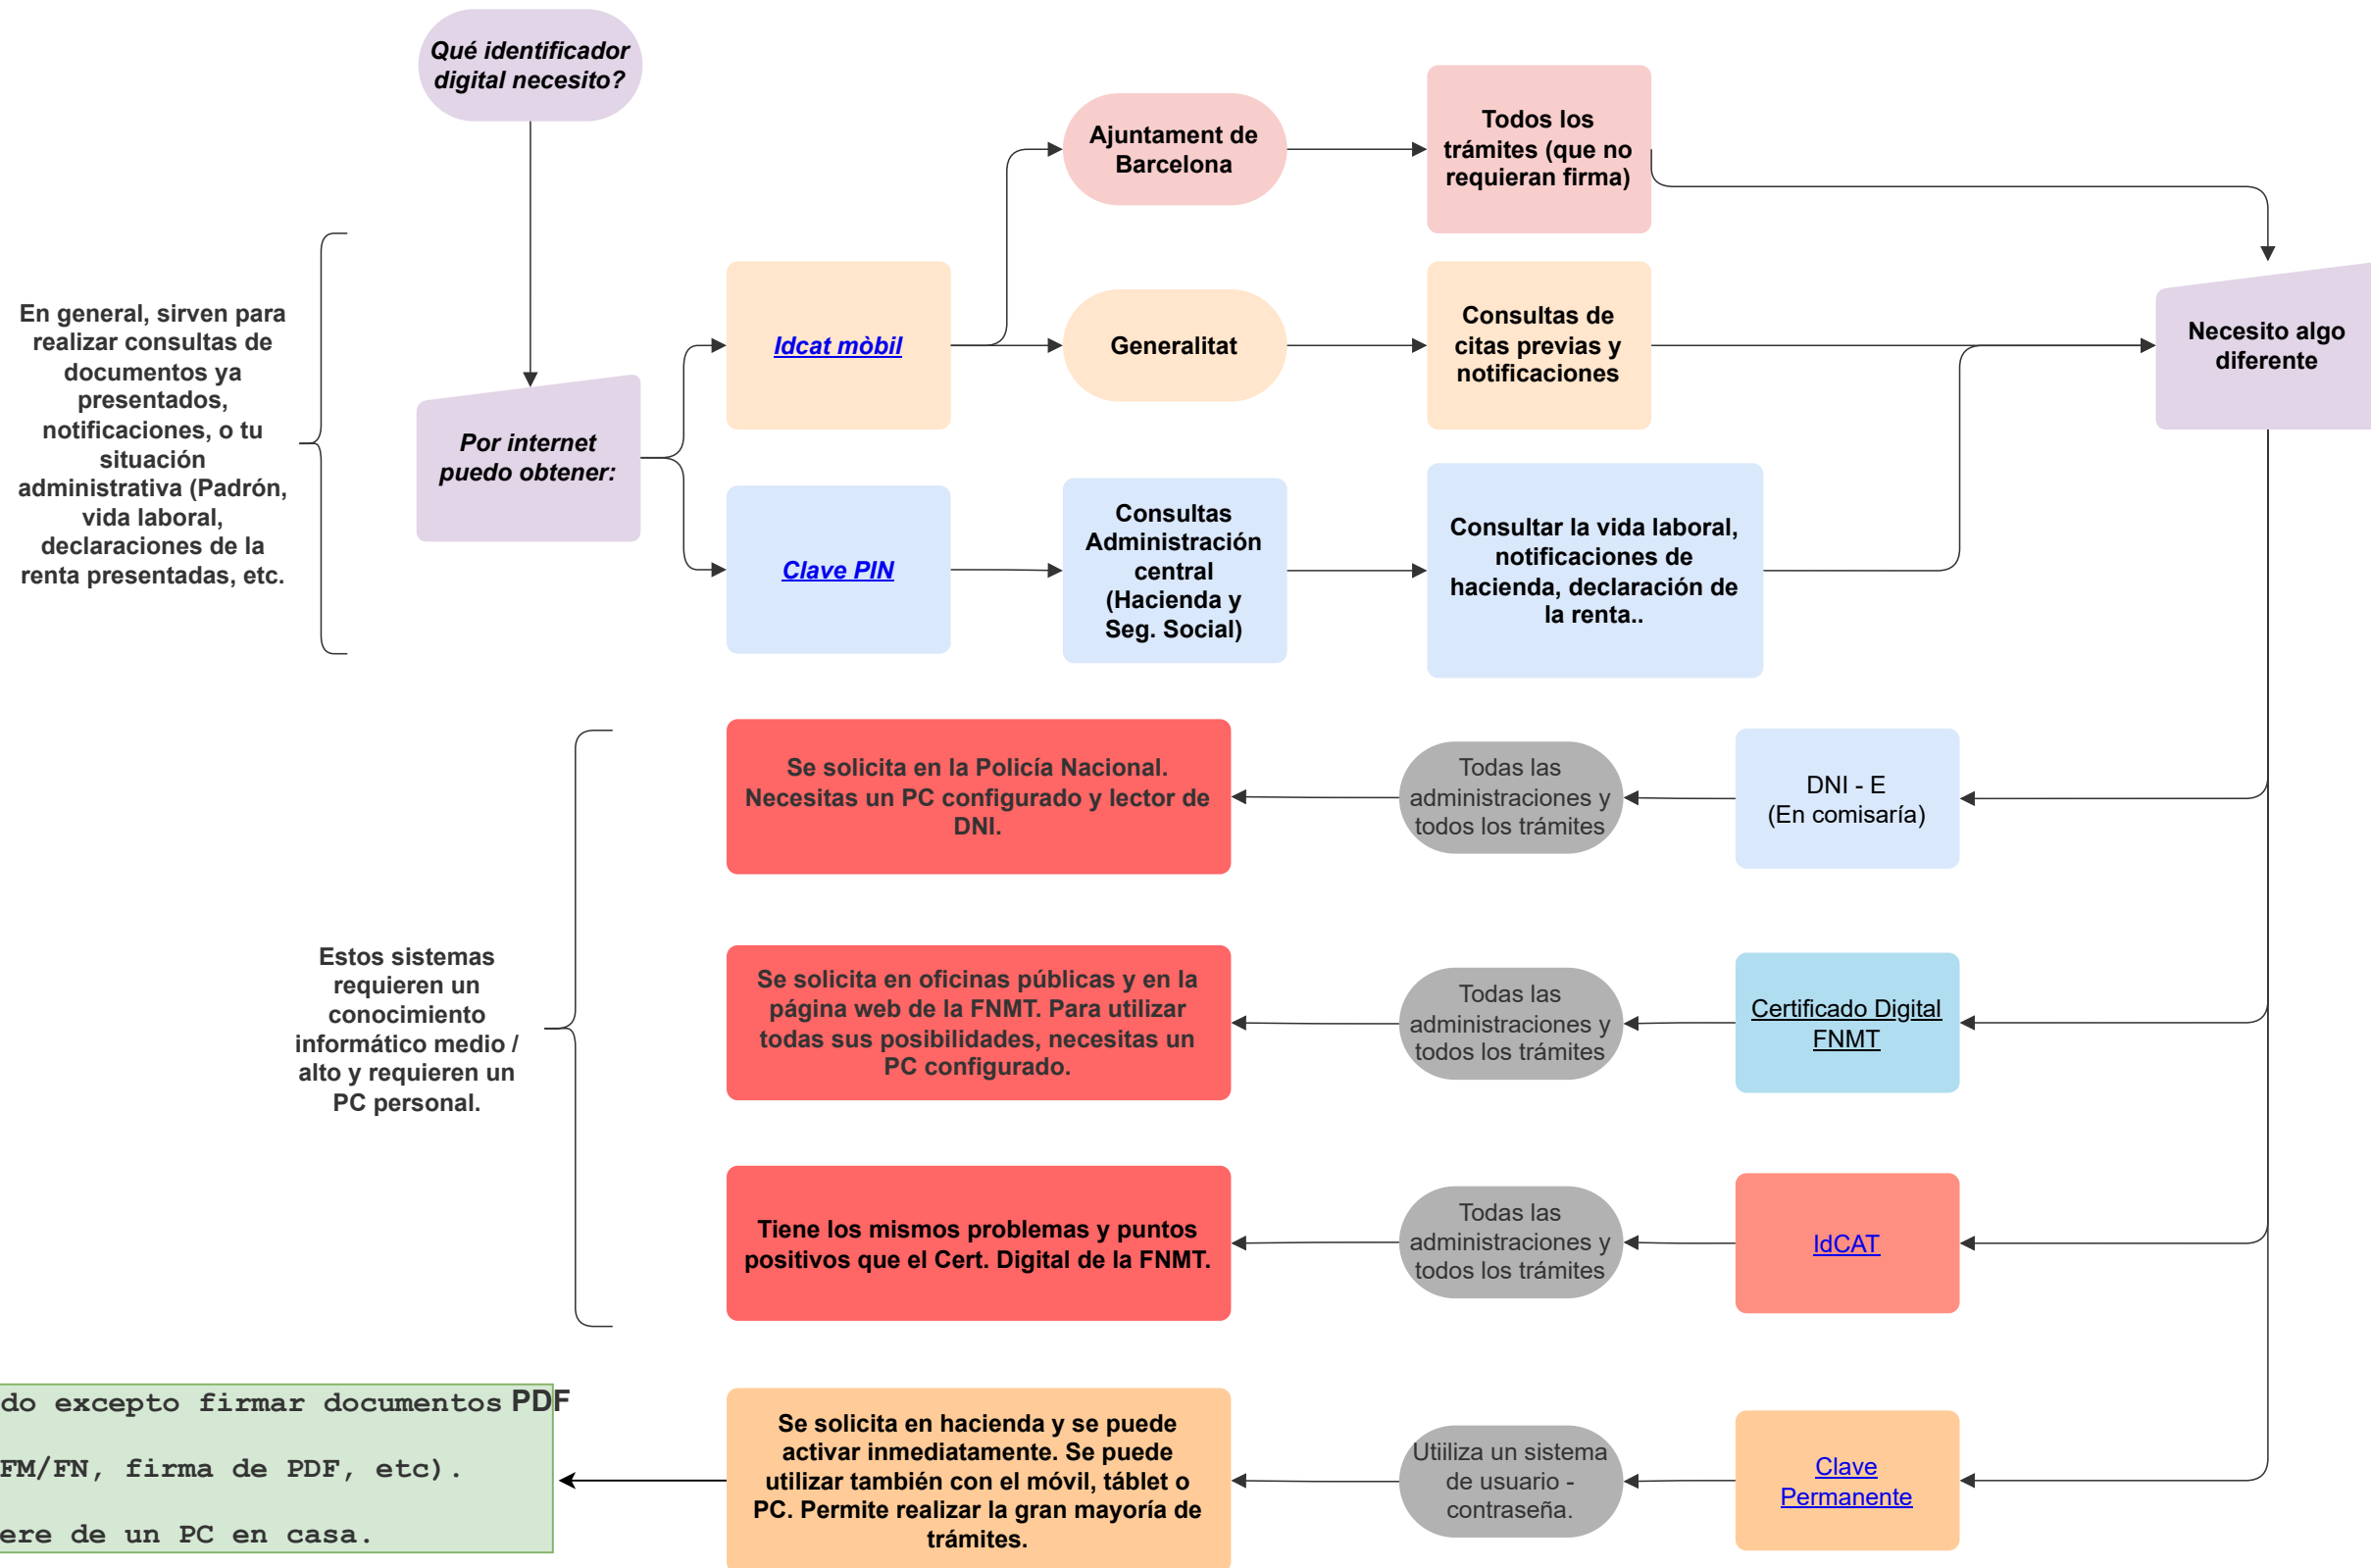 Qué identificador
digital necesito?
Ajuntament de
Barcelona
Todos los
trámites (que no
requieran firma)
En general, sirven para
realizar consultas de
documentos ya
presentados,
notificaciones, o tu
situación
administrativa (Padrón,
vida laboral,
declaraciones de la
renta presentadas, etc.
Por internet
puedo obtener:
Idcat mòbil
Generalitat
Consultas de
citas previas y
notificaciones
Necesito algo
diferente
Clave PIN
Consultas
Administración
central
(Hacienda y
Seg. Social)
Consultar la vida laboral,
notificaciones de
hacienda, declaración de
la renta..
Se solicita en la Policía Nacional.
Necesitas un PC configurado y lector de
DNI.
Todas las
administraciones y
todos los trámites
DNI - E
(En comisaría)
Estos sistemas
requieren un
conocimiento
informático medio /
alto y requieren un
PC personal.
Se solicita en oficinas públicas y en la
página web de la FNMT. Para utilizar
todas sus posibilidades, necesitas un
PC configurado.
Todas las
administraciones y
todos los trámites
Certificado Digital
FNMT
Tiene los mismos problemas y puntos
positivos que el Cert. Digital de la FNMT.
Todas las
administraciones y
todos los trámites
IdCAT
do excepto firmar documentos PDF
FM/FN, firma de PDF, etc).
ere de un PC en casa.
Se solicita en hacienda y se puede
activar inmediatamente. Se puede
utilizar también con el móvil, táblet o
PC. Permite realizar la gran mayoría de
trámites.
Utiiliza un sistema
de usuario -
contraseña.
Clave
Permanente